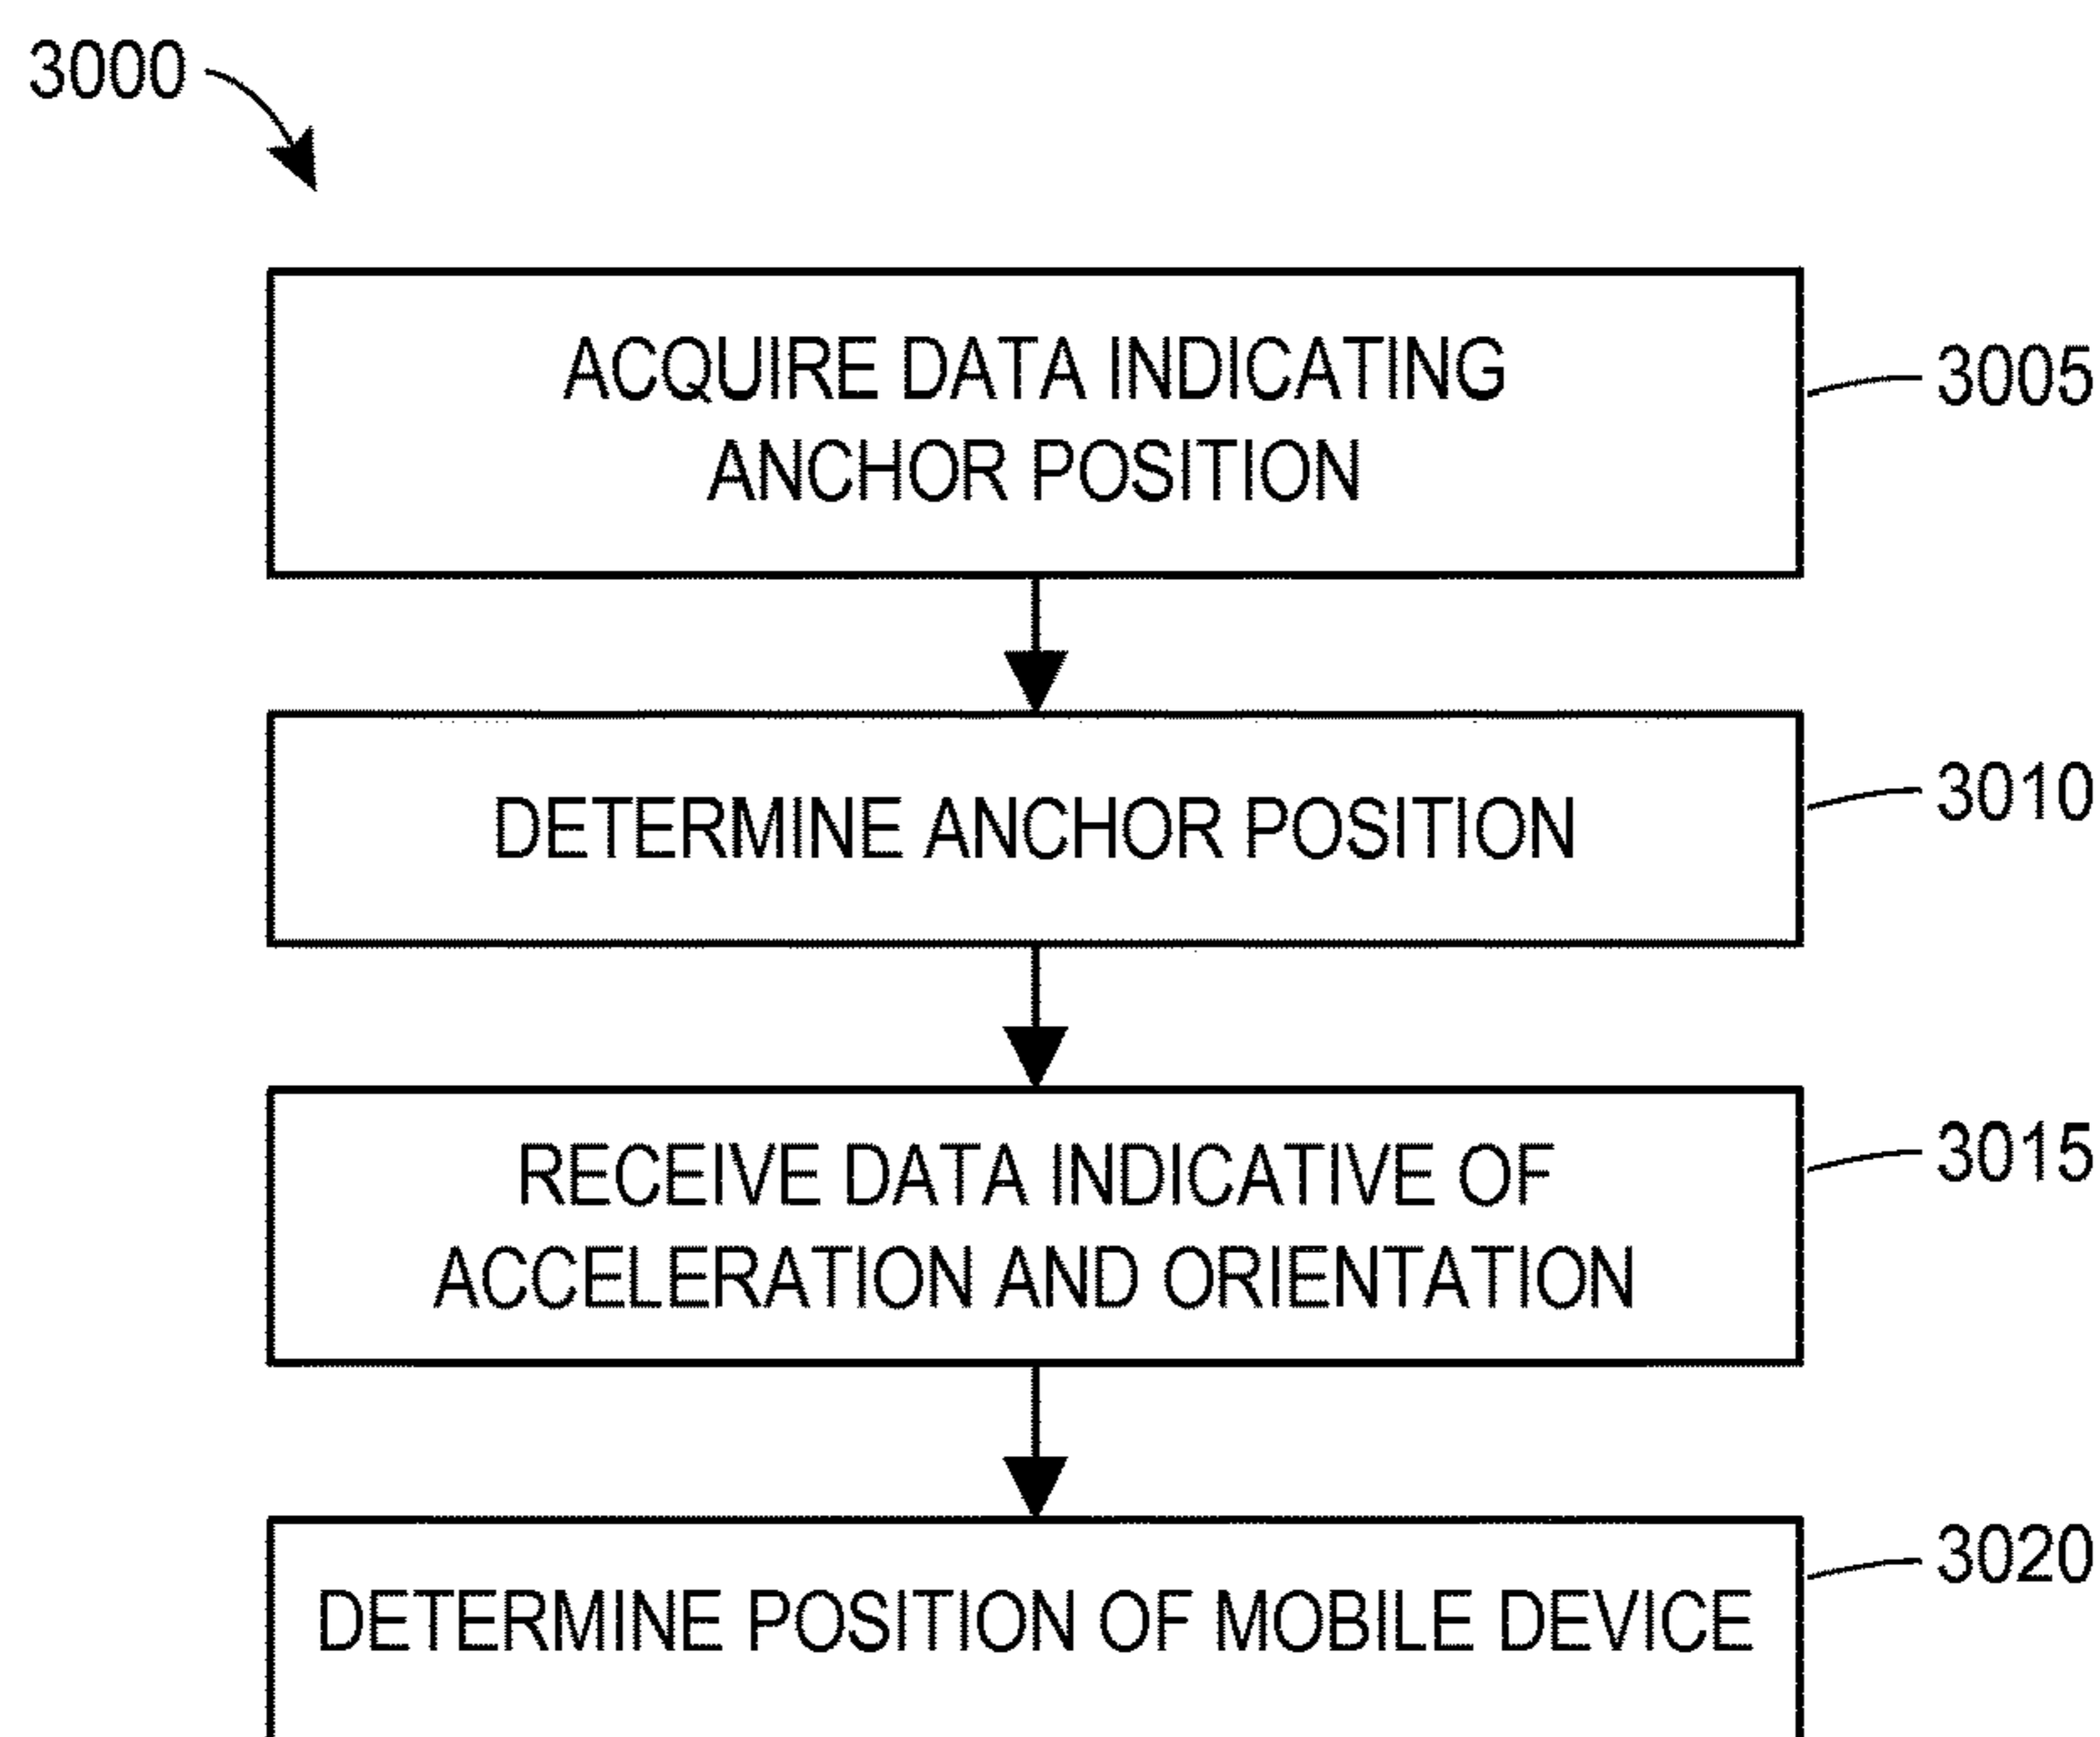 3000
ACQUIRE DATA INDICATING
ANCHOR POSITION
3005
DETERMINE ANCHOR POSITION
3010
RECEIVE DATA INDICATIVE OF
ACCELERATION AND ORIENTATION
3015
DETERMINE POSITION OF MOBILE DEVICE
3020